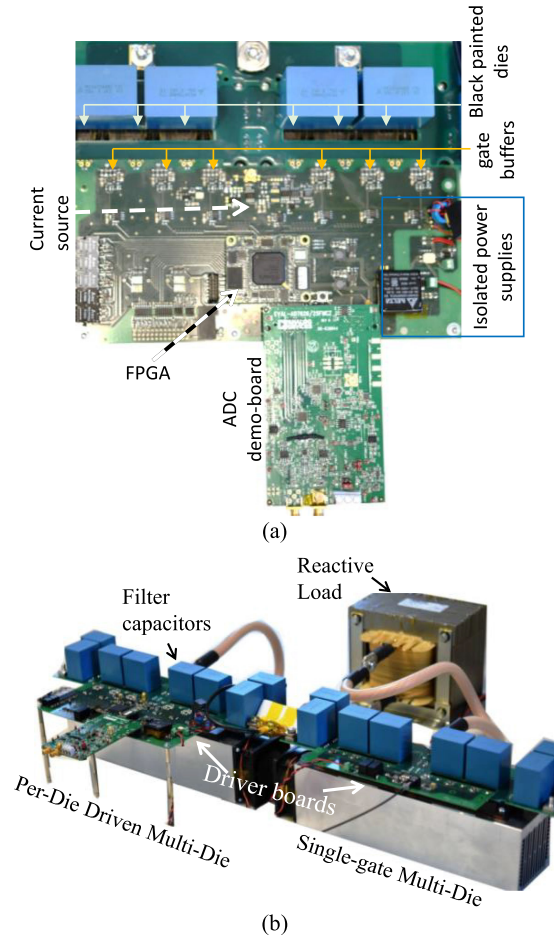 Black painted
dies
gate
buffers
Current
source
Isolated power
supplies
FPGA
ADC
demo-board
(a)
Reactive
Load
Filter
capacitors
Driver boards
Per-Die Driven Multi-Die
Single-gate Multi-Die
(b)